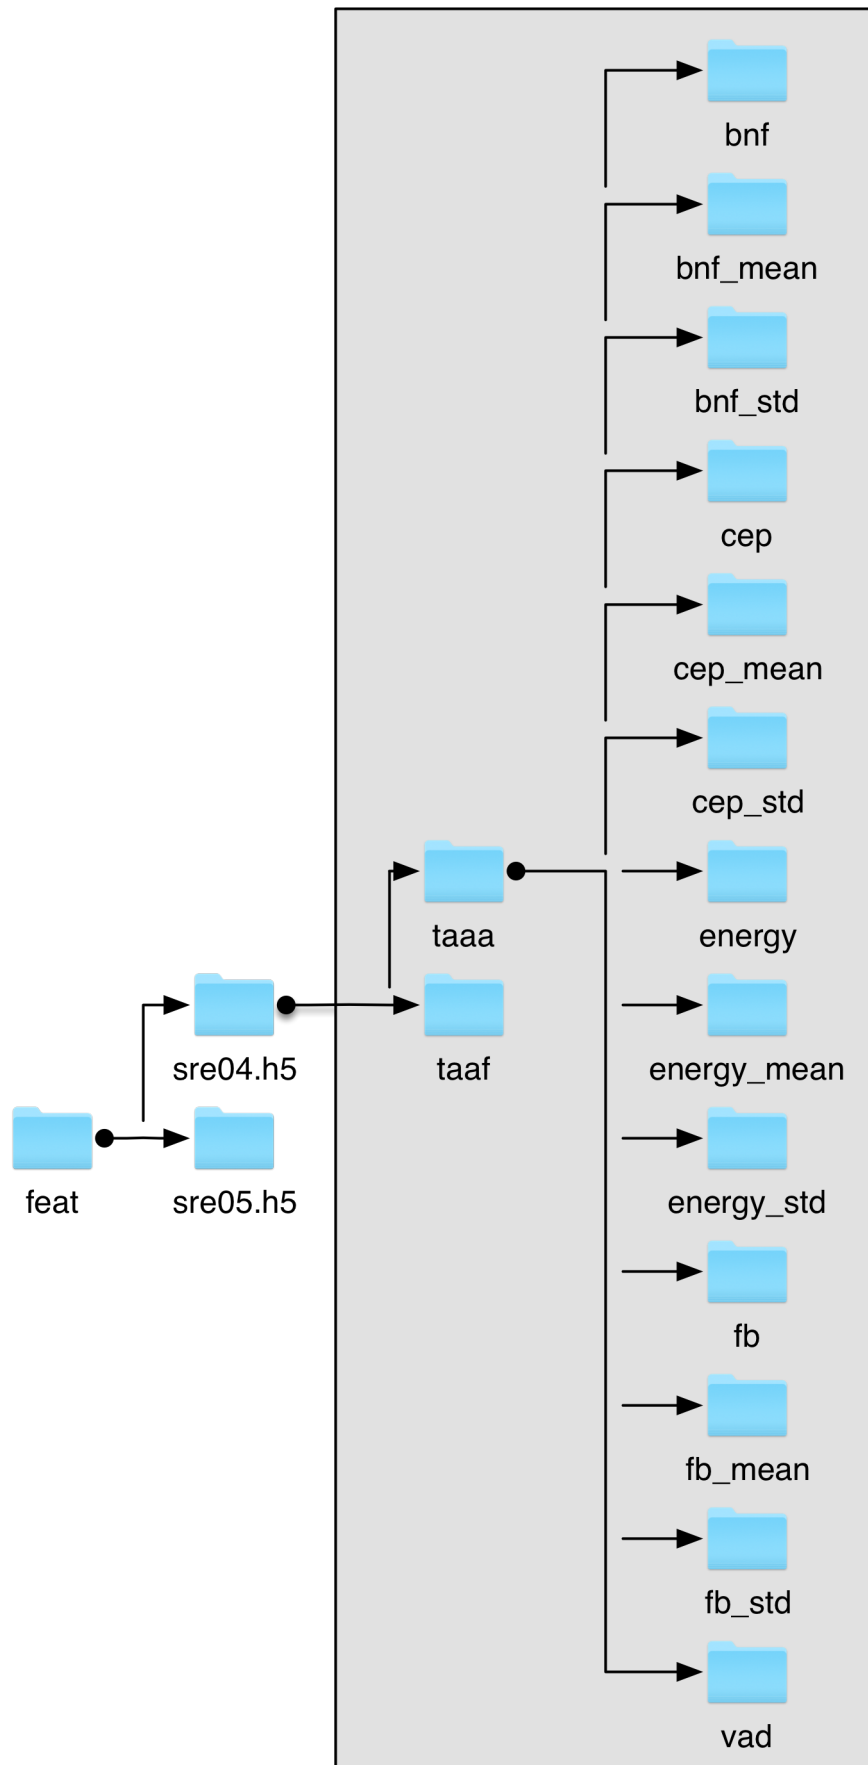 bnf
bnf_mean
bnf_std
cep
cep_mean
cep_std
taaa
energy
sre04.h5
taaf
energy_mean
feat
sre05.h5
energy_std
fb
fb_mean
fb_std
vad